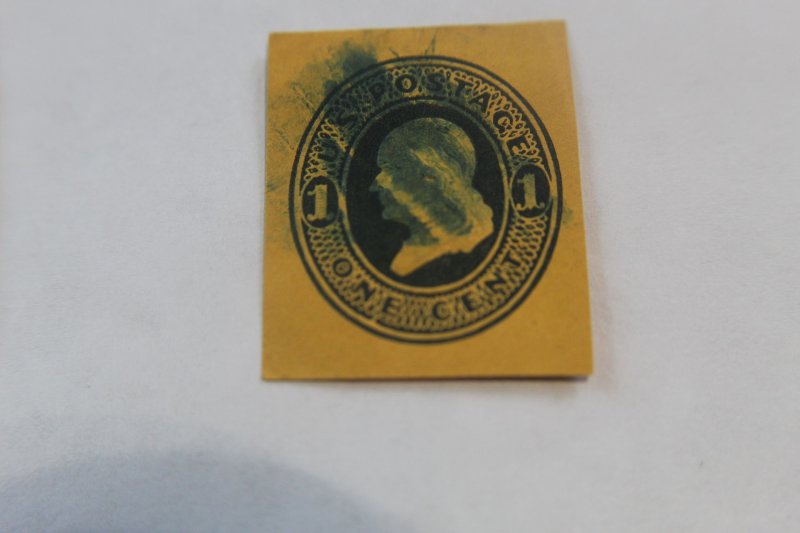 U.S. POSTAGE
1 1
ONE CENT